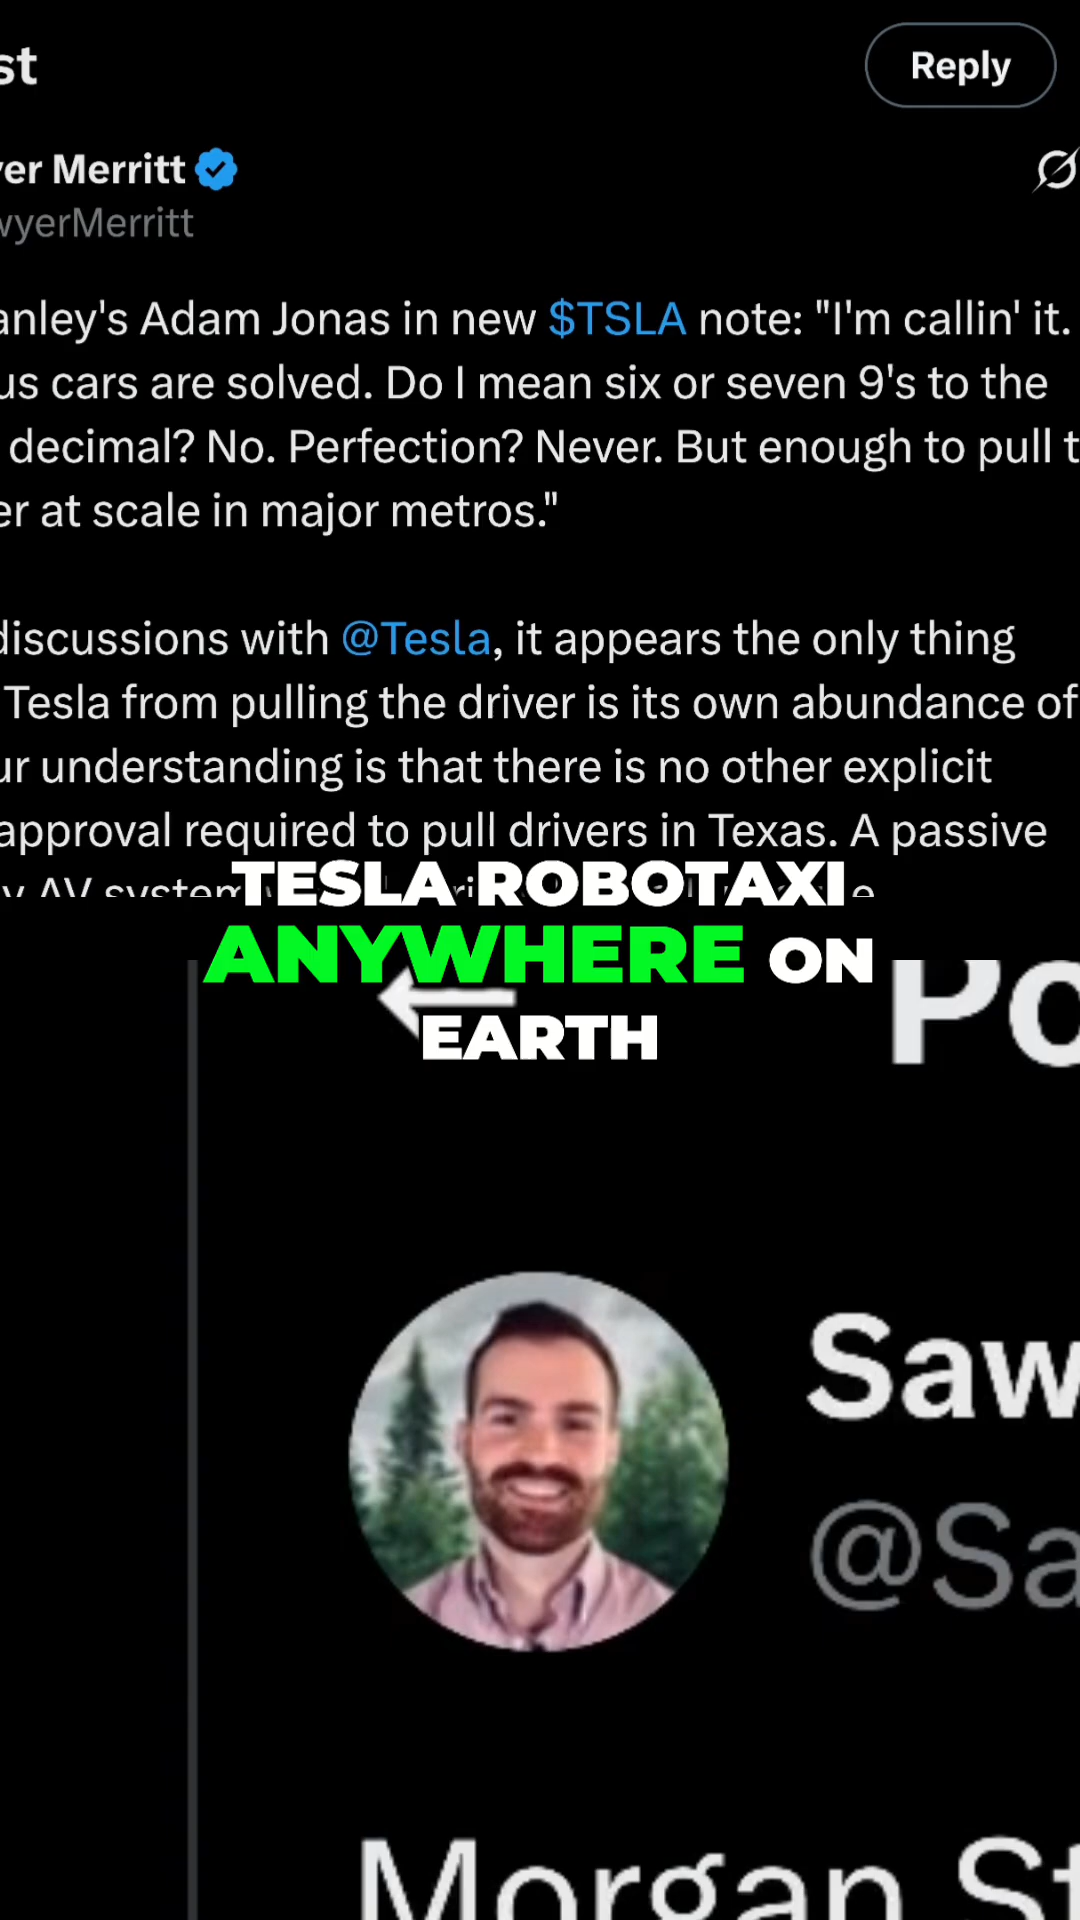 st
Reply
er Merritt
wyerMerritt
anley's Adam Jonas in new $TSLA note: "I'm callin' it.
us cars are solved. Do I mean six or seven 9's to the
decimal? No. Perfection? Never. But enough to pull t
er at scale in major metros."
discussions with @Tesla, it appears the only thing
Tesla from pulling the driver is its own abundance of
ur understanding is that there is no other explicit
approval required to pull drivers in Texas. A passive
y AV system
TESLA ROBOTAXI
ANYWHERE ON
EARTH
Po
Saw
@Sa
Morgan St